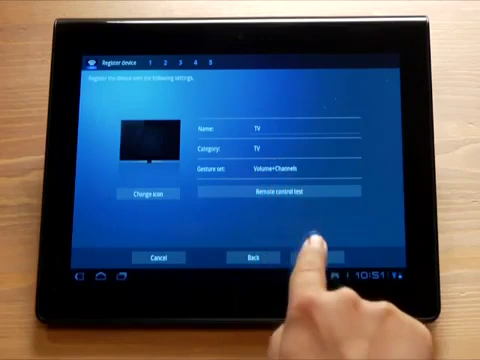 Register device 1 2 3 4 5
Register the device with the following settings.
Name: TV
Category: TV
Gesture set: Volume+Channels
Change icon
Remote control test
Cancel
Back
10:51